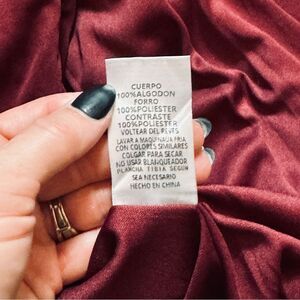 CUERPO
100%ALGODON
FORRO
100%POLIESTER
CONTRASTE
100%POLIESTER
VOLTEAR DEL REVES
LAVAR A MAQUINA/AGUA FRIA
CON COLORES SIMILARES
COLGAR PARA SECAR
NO USAR BLANQUEADOR
PLANCHA TIBIA SEGUN
SEA NECESARIO
HECHO EN CHINA